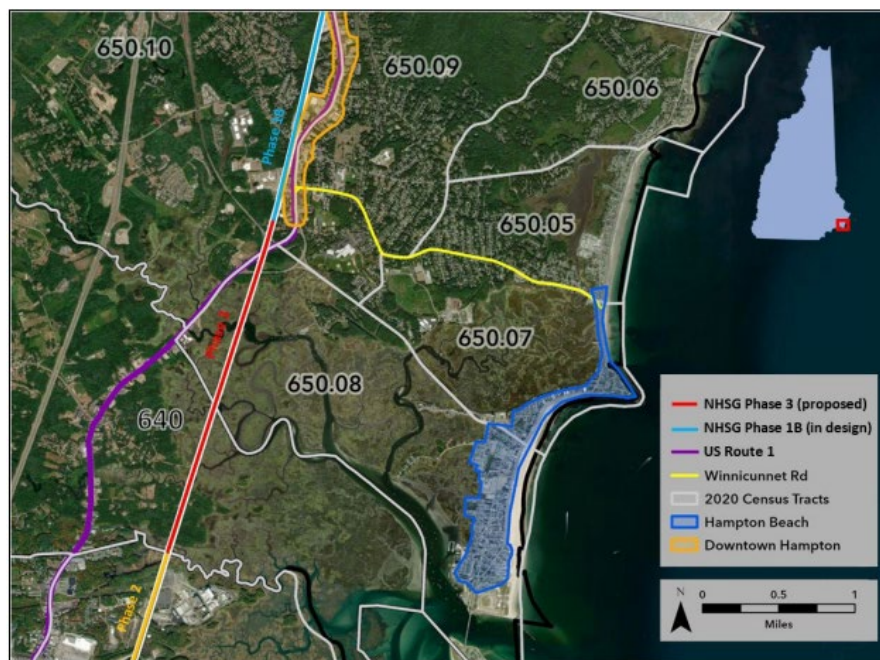 650.10
650.09
650.06
Phase 1B
650.05
650.07
Phase 3
650.08
640
Phase 2
NHSG Phase 3 (proposed)
NHSG Phase 1B (in design)
US Route 1
Winnicunnet Rd
2020 Census Tracts
Hampton Beach
Downtown Hampton
N
0 0.5 1
Miles